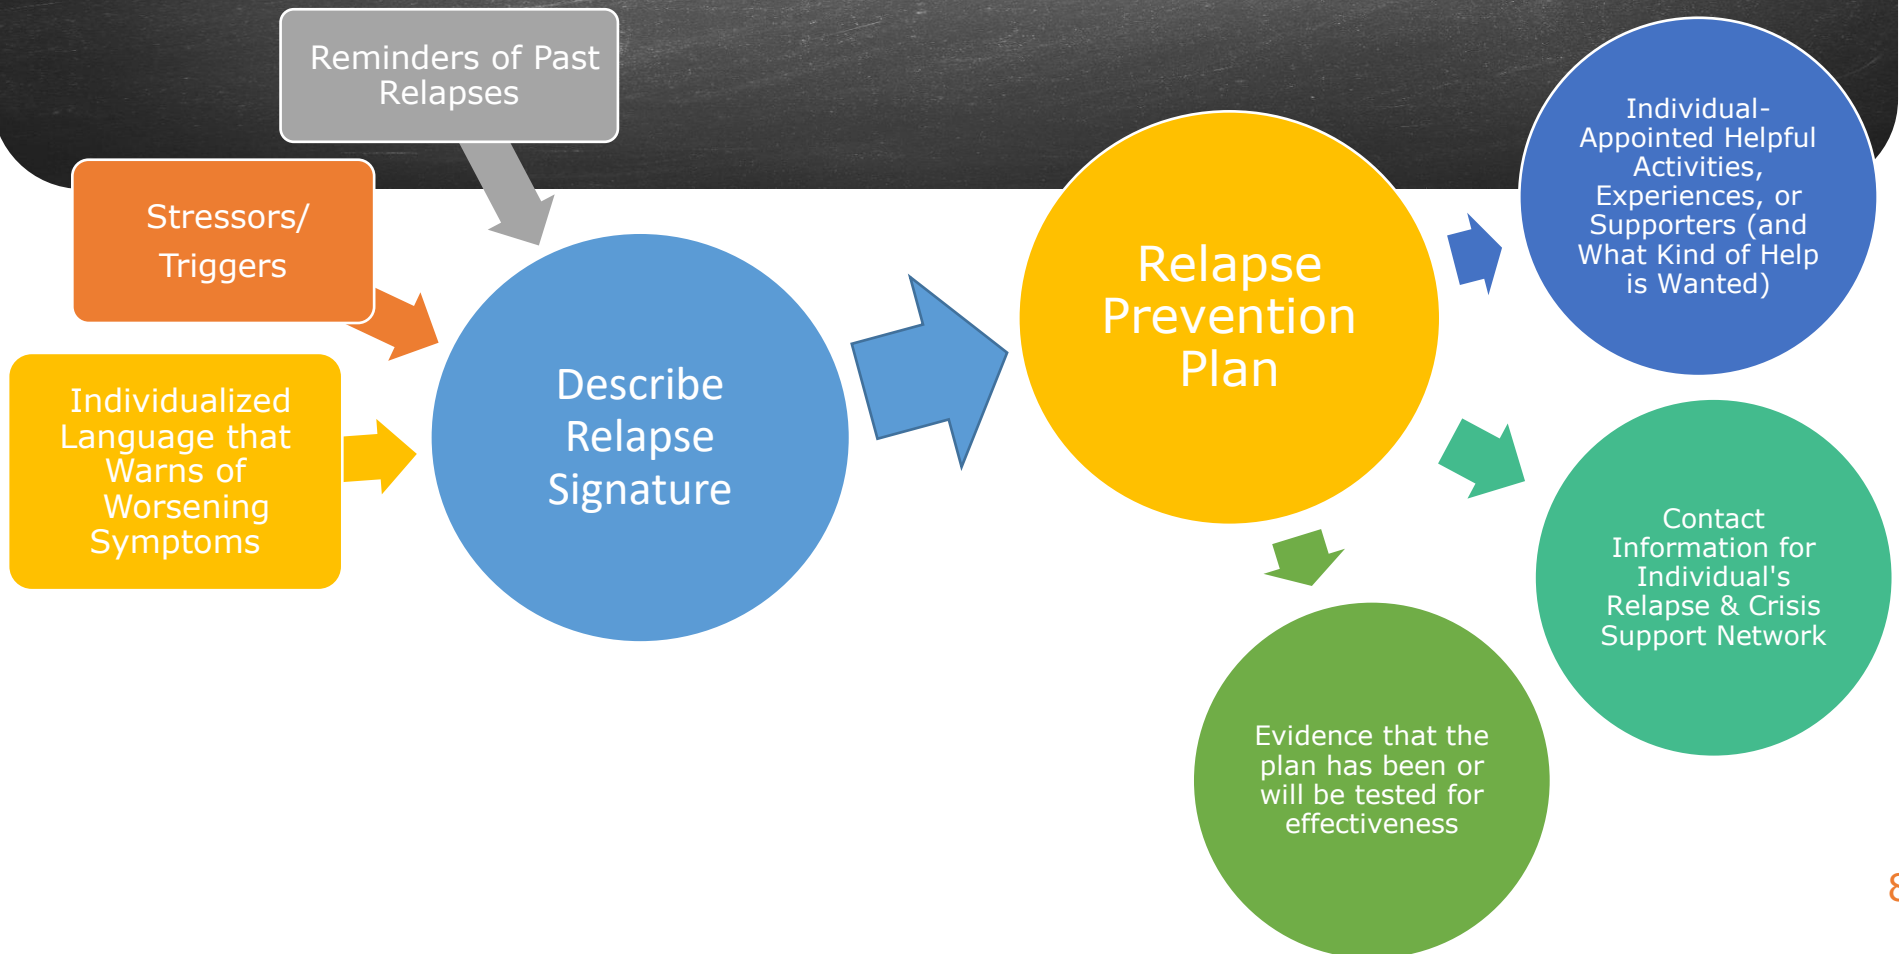 Reminders of Past
Relapses
Stressors/
Triggers
Individualized
Language that
Warns of
Worsening
Symptoms
Describe
Relapse
Signature
Relapse
Prevention
Plan
Individual-
Appointed Helpful
Activities,
Experiences, or
Supporters (and
What Kind of Help
is Wanted)
Contact
Information for
Individual's
Relapse & Crisis
Support Network
Evidence that the
plan has been or
will be tested for
effectiveness